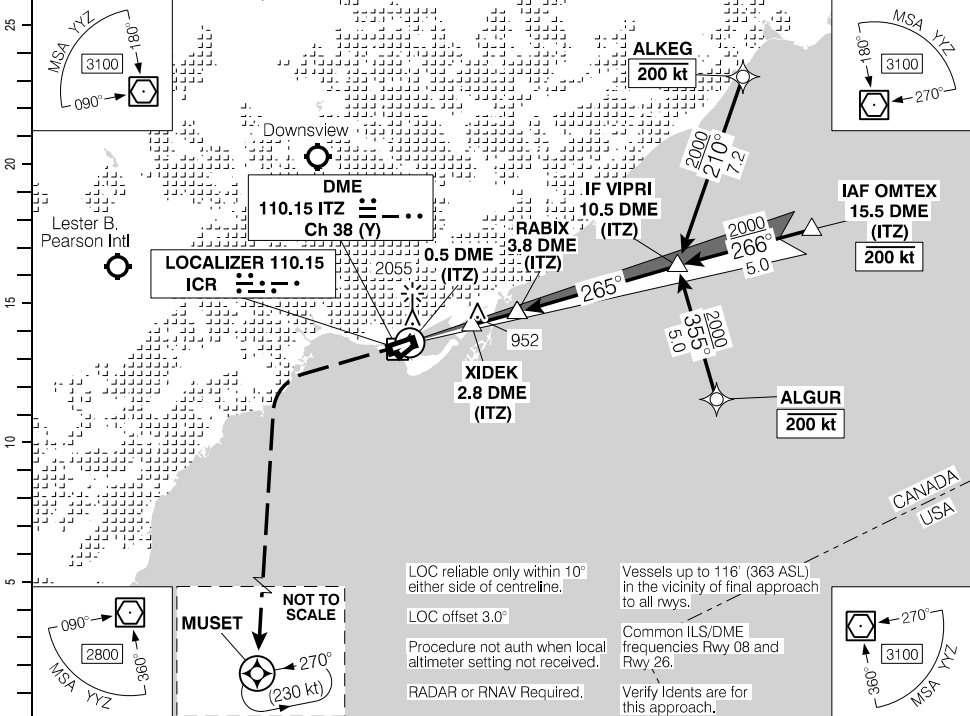 25
20
15
10
5
MSA YYZ
180°
3100
090°
MSA YYZ
180°
3100
270°
ALKEG
200 kt
2000
210°
7.2
Downsview
DME
110.15 ITZ
Ch 38 (Y)
Lester B.
Pearson Intl
LOCALIZER 110.15
ICR
2055
0.5 DME
(ITZ)
RABIX
3.8 DME
(ITZ)
IF VIPRI
10.5 DME
(ITZ)
IAF OMTEX
15.5 DME
(ITZ)
200 kt
2000
266°
5.0
265°
952
XIDEK
2.8 DME
(ITZ)
2000
355°
5.0
ALGUR
200 kt
CANADA
USA
090°
2800
360°
MSA YYZ
NOT TO
SCALE
MUSET
270°
(230 kt)
LOC reliable only within 10°
either side of centreline.
LOC offset 3.0°
Procedure not auth when local
altimeter setting not received.
RADAR or RNAV Required.
Vessels up to 116' (363 ASL)
in the vicinity of final approach
to all rwys.
Common ILS/DME
frequencies Rwy 08 and
Rwy 26.
Verify Idents are for
this approach.
270°
3100
360°
MSA YYZ